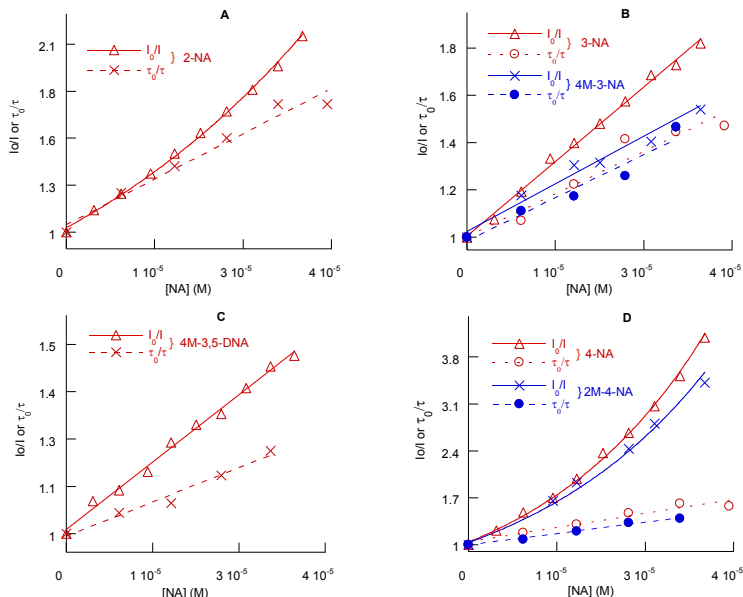 A
I₀/I } 2-NA
τ₀/τ
2.1
1.8
1.6
1.3
1
Io/I or τ₀/τ
0 1 10⁻⁵ 3 10⁻⁵ 4 10⁻⁵
[NA] (M)
B
I₀/I } 3-NA
τ₀/τ
I₀/I } 4M-3-NA
τ₀/τ
1.8
1.6
1.4
1.2
1
Io/I or τ₀/τ
0 1 10⁻⁵ 3 10⁻⁵ 4 10⁻⁵
[NA] (M)
C
I₀/I } 4M-3,5-DNA
τ₀/τ
1.5
1.4
1.3
1.1
1
Io/I or τ₀/τ
0 1 10⁻⁵ 3 10⁻⁵ 4 10⁻⁵
[NA] (M)
D
I₀/I } 4-NA
τ₀/τ
I₀/I } 2M-4-NA
τ₀/τ
3.8
3.1
2.4
1.7
1
Io/I or τ₀/τ
0 1 10⁻⁵ 3 10⁻⁵ 4 10⁻⁵
[NA] (M)